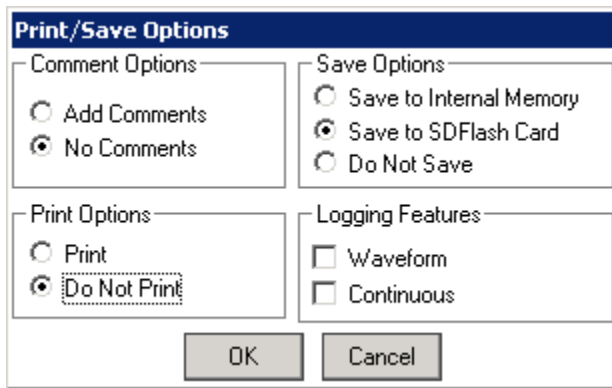 Print/Save Options
Comment Options
Add Comments
No Comments
Save Options
Save to Internal Memory
Save to SDFlash Card
Do Not Save
Print Options
Print
Do Not Print
Logging Features
Waveform
Continuous
OK
Cancel